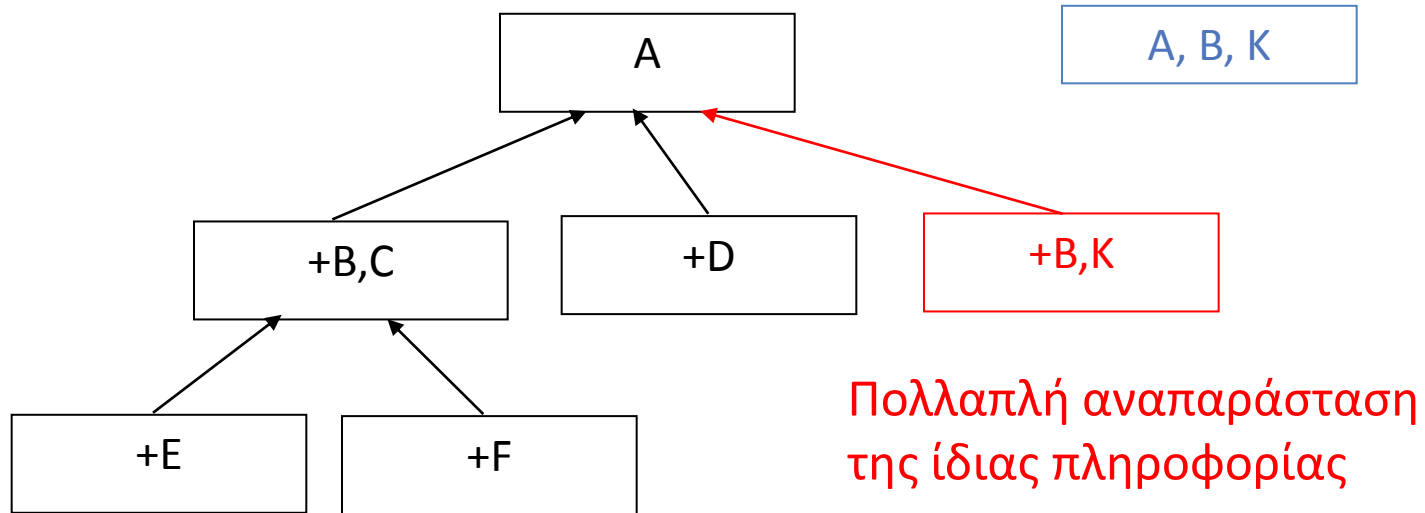 A
A, B, K
+B,C
+D
+B,K
+E
+F
Πολλαπλή αναπαράσταση
της ίδιας πληροφορίας